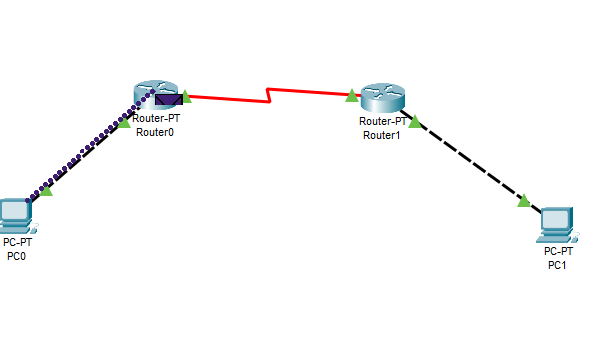 Router-PT
Router0
Router-PT
Router1
PC-PT
PC0
PC-PT
PC1